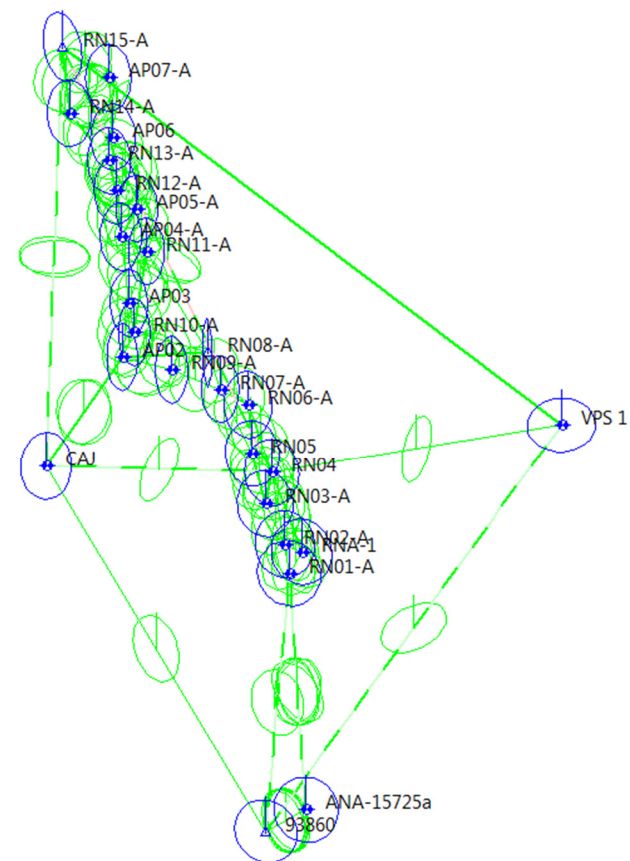 RN15-A
AP07-A
RN14-A
AP06
RN13-A
RN12-A
AP05-A
AP04-A
RN11-A
AP03
RN10-A
RN08-A
AP02
RN09-A
RN07-A
RN06-A
VPS 1
RN05
CAJ
RN04
RN03-A
RN02-A
RNA-1
RN01-A
ANA-15725a
93860